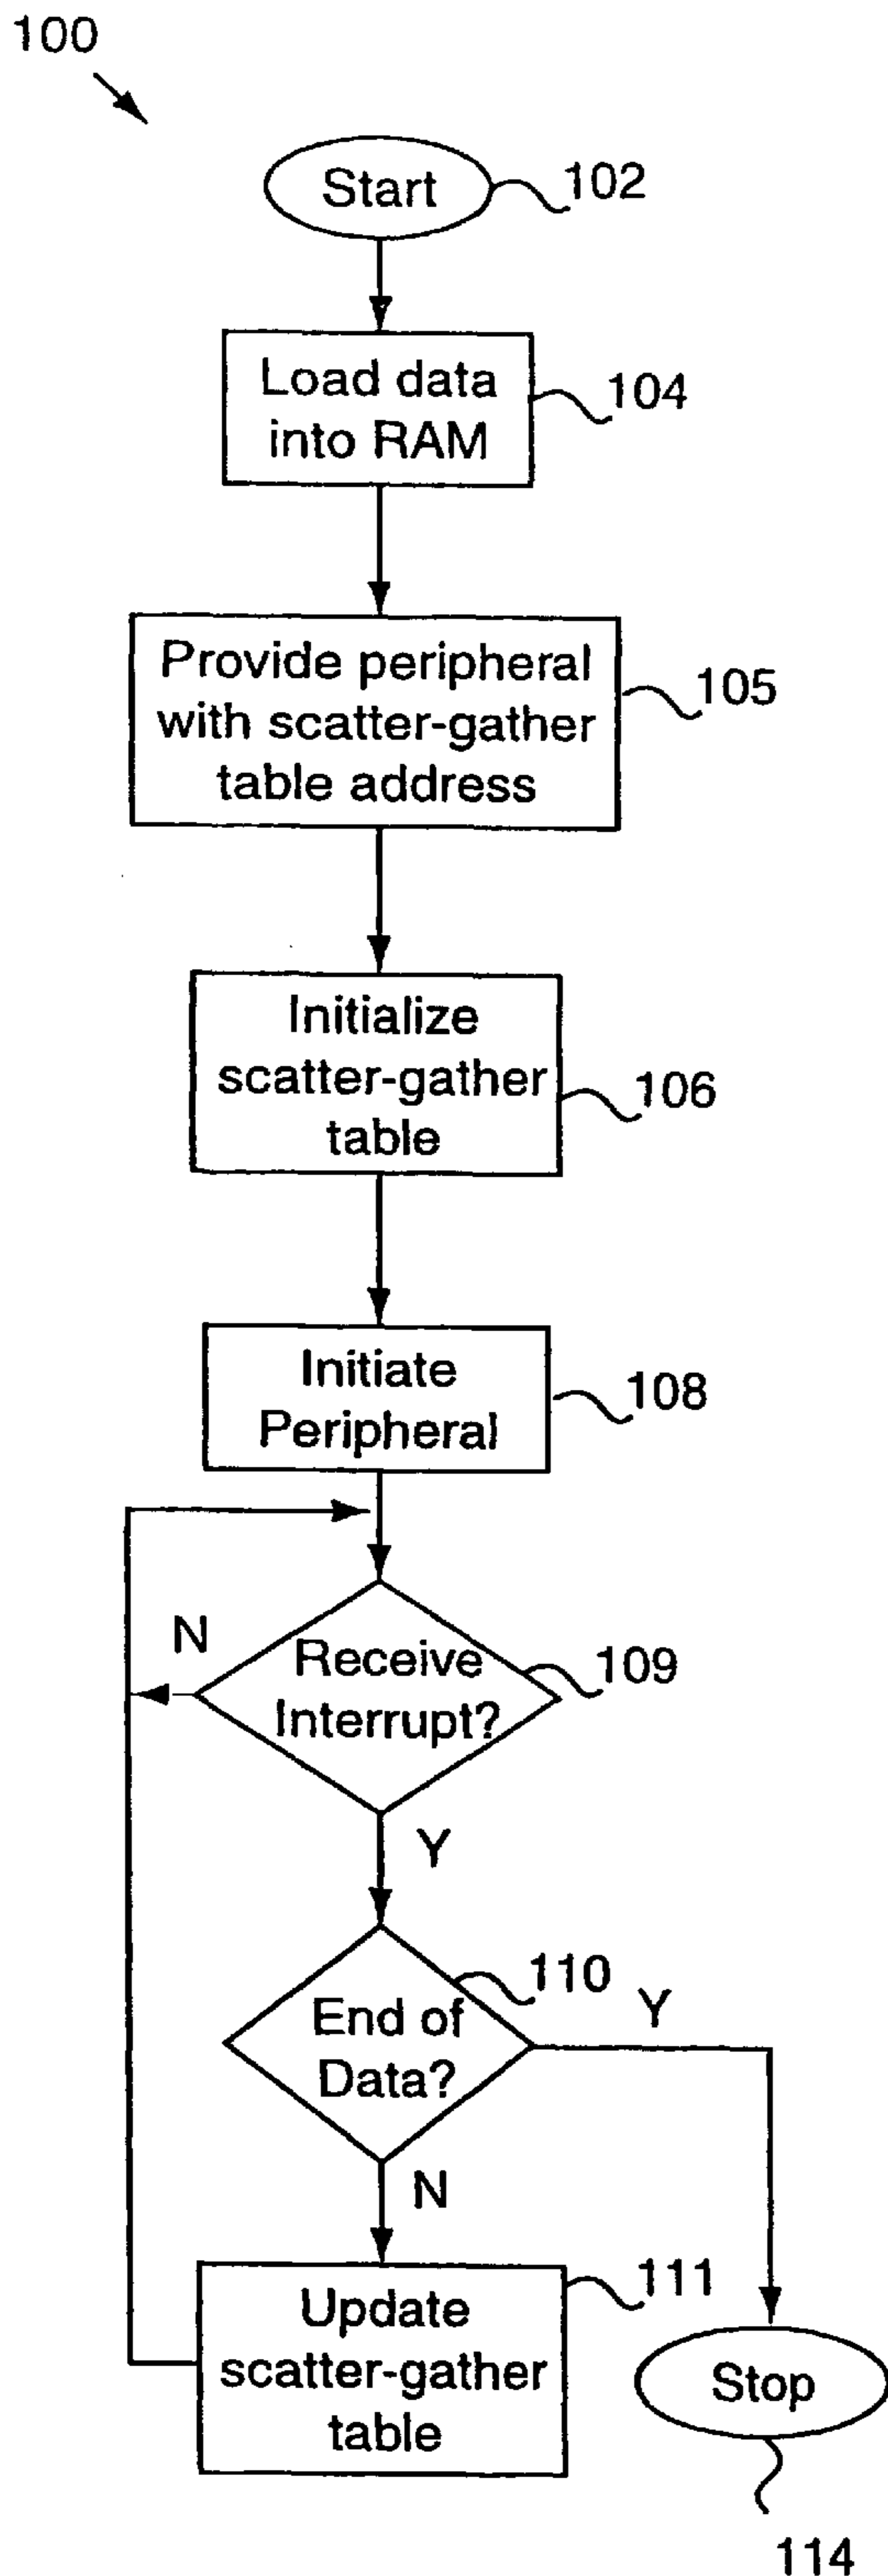 100
Start
102
Load data
into RAM
104
Provide peripheral
with scatter-gather
table address
105
Initialize
scatter-gather
table
106
Initiate
Peripheral
108
N
Receive
Interrupt?
109
Y
110
End of
Data?
Y
N
111
Update
scatter-gather
table
Stop
114